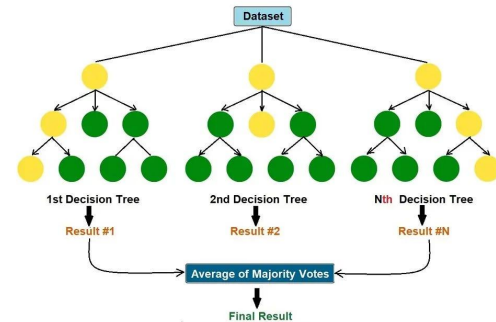 Dataset
1st Decision Tree
2nd Decision Tree
Nth Decision Tree
Result #1
Result #2
Result #N
Average of Majority Votes
Final Result